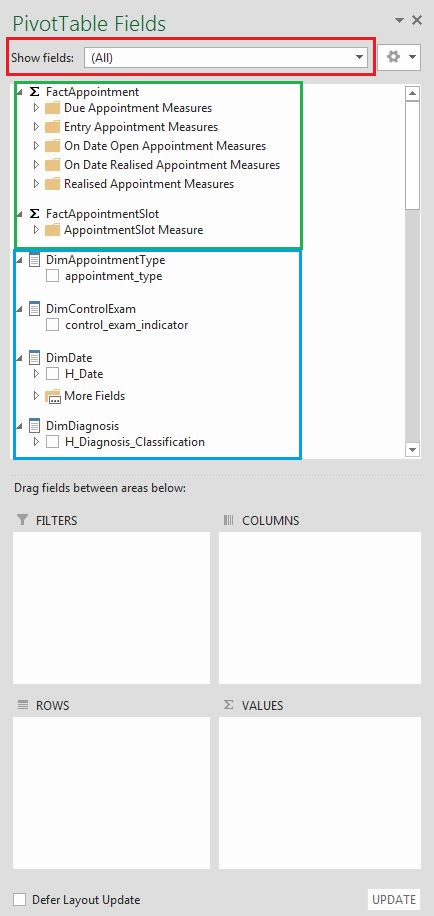 PivotTable Fields
Show fields: (All)
Σ FactAppointment
Due Appointment Measures
Entry Appointment Measures
On Date Open Appointment Measures
On Date Realised Appointment Measures
Realised Appointment Measures
Σ FactAppointmentSlot
AppointmentSlot Measure
DimAppointmentType
appointment_type
DimControlExam
control_exam_indicator
DimDate
H_Date
More Fields
DimDiagnosis
H_Diagnosis_Classification
Drag fields between areas below:
FILTERS
COLUMNS
ROWS
Σ VALUES
Defer Layout Update
UPDATE